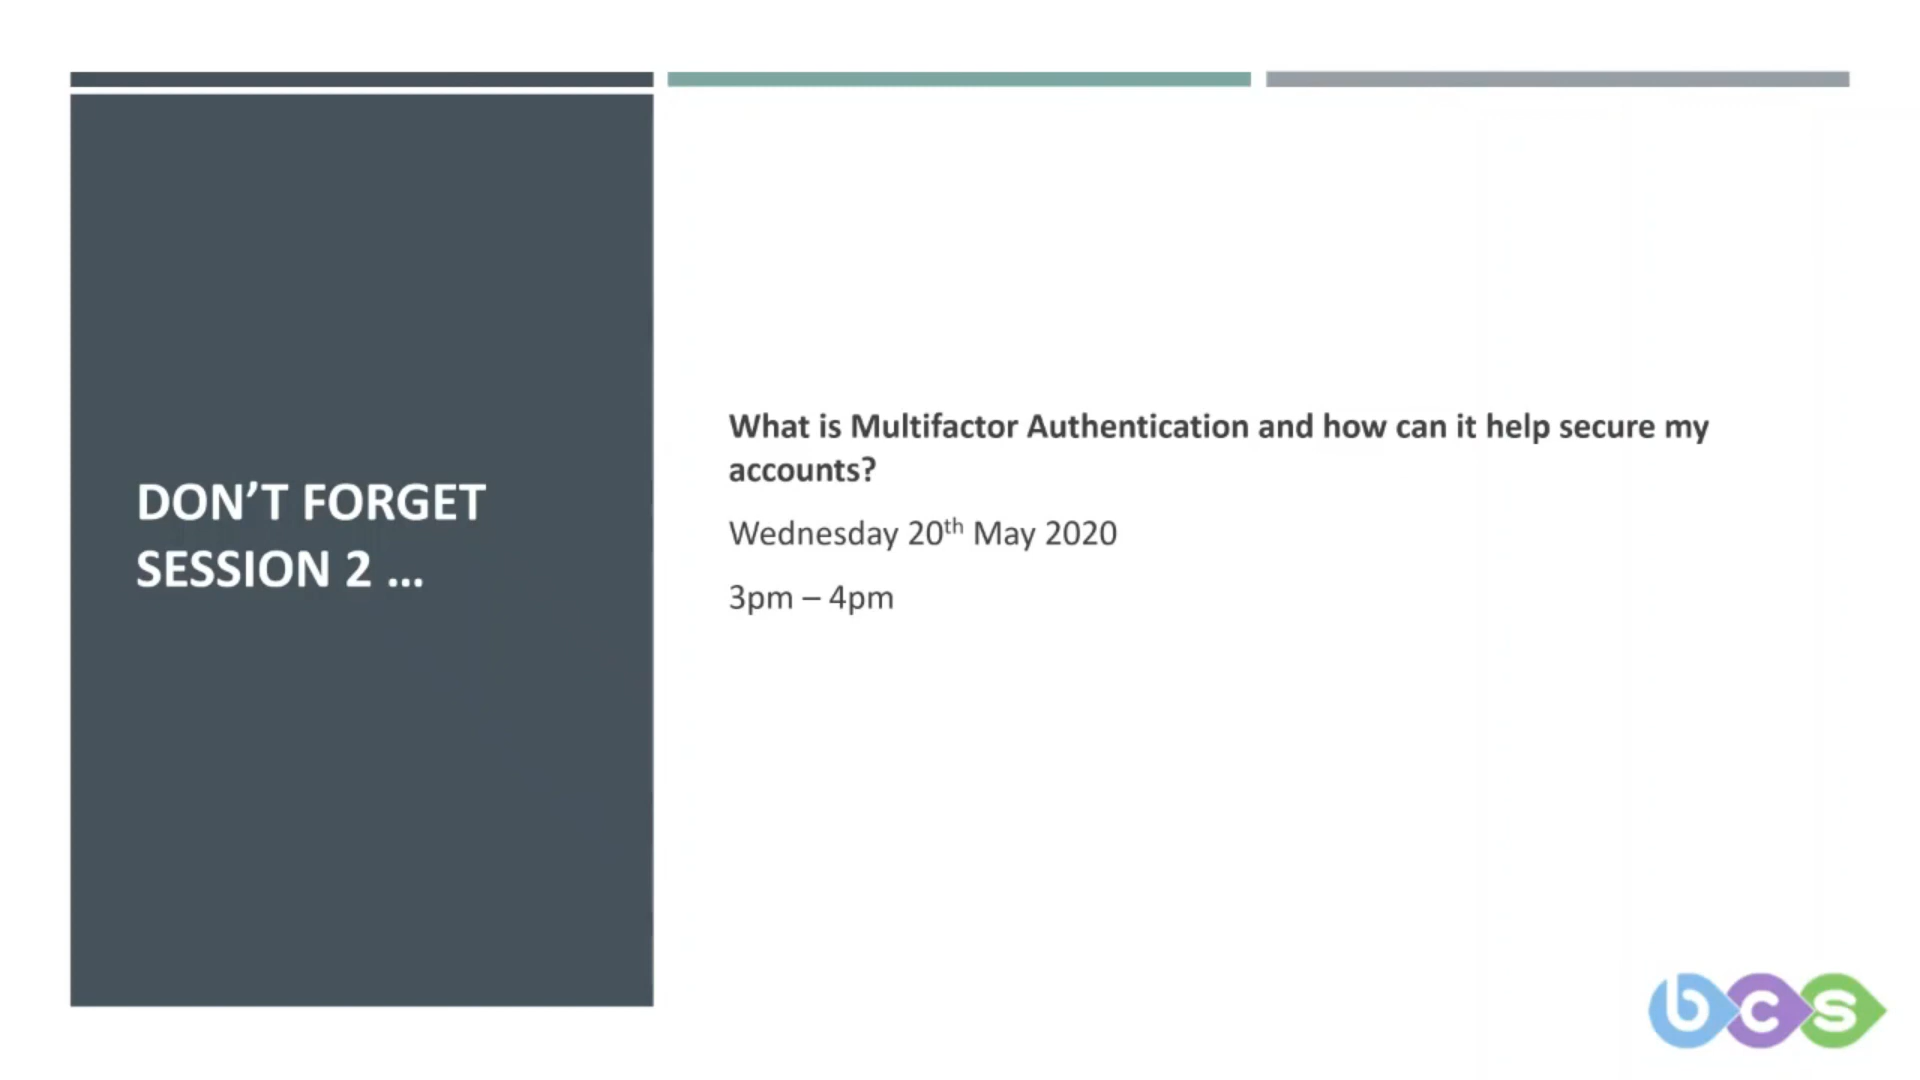 DON’T FORGET
SESSION 2 ...
What is Multifactor Authentication and how can it help secure my
accounts?
Wednesday 20th May 2020
3pm – 4pm
bcs